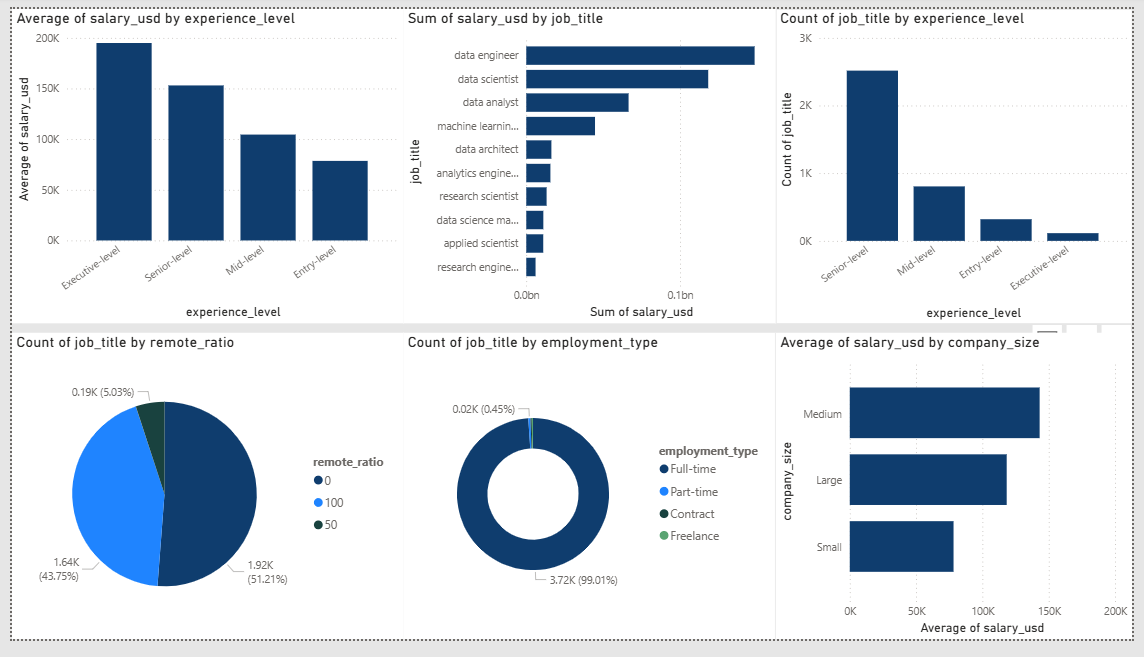 Average of salary_usd by experience_level
200K
150K
100K
50K
0K
Average of salary_usd
Executive-level
Senior-level
Mid-level
Entry-level
experience_level
Sum of salary_usd by job_title
job_title
data engineer
data scientist
data analyst
machine learnin...
data architect
analytics engine...
research scientist
data science ma...
applied scientist
research engine...
0.0bn
0.1bn
Sum of salary_usd
Count of job_title by experience_level
3K
2K
1K
0K
Count of job_title
Senior-level
Mid-level
Entry-level
Executive-level
experience_level
Count of job_title by remote_ratio
0.19K (5.03%)
1.64K
(43.75%)
1.92K
(51.21%)
remote_ratio
0
100
50
Count of job_title by employment_type
0.02K (0.45%)
3.72K (99.01%)
employment_type
Full-time
Part-time
Contract
Freelance
Average of salary_usd by company_size
company_size
Medium
Large
Small
0K
50K
100K
150K
200K
Average of salary_usd